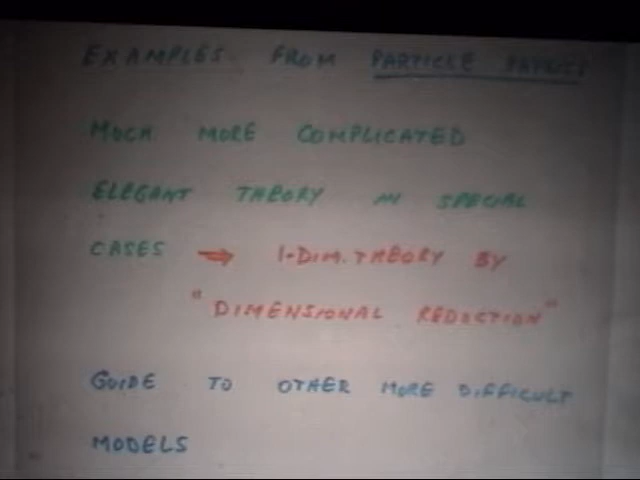 EXAMPLES FROM PARTICLE PHYSICS
MUCH MORE COMPLICATED
ELEGANT THEORY IN SPECIAL
CASES → 1-DIM. THEORY BY
"DIMENSIONAL REDUCTION"
GUIDE TO OTHER MORE DIFFICULT
MODELS